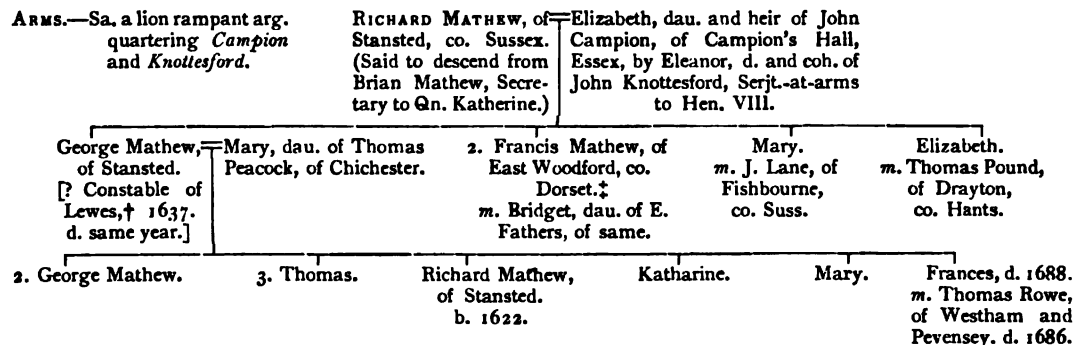 ARMS.—Sa. a lion rampant arg.
quartering Campion
and Knottesford.
RICHARD MATHEW, of
Stansted, co. Sussex.
(Said to descend from
Brian Mathew, Secre-
tary to Qn. Katherine.)
Elizabeth, dau. and heir of John
Campion, of Campion's Hall,
Essex, by Eleanor, d. and coh. of
John Knottesford, Serjt.-at-arms
to Hen. VIII.
George Mathew,
of Stansted.
[? Constable of
Lewes,† 1637.
d. same year.]
Mary, dau. of Thomas
Peacock, of Chichester.
2. Francis Mathew, of
East Woodford, co.
Dorset.‡
m. Bridget, dau. of E.
Fathers, of same.
Mary.
m. J. Lane, of
Fishbourne,
co. Suss.
Elizabeth.
m. Thomas Pound,
of Drayton,
co. Hants.
2. George Mathew.
3. Thomas.
Richard Mathew,
of Stansted.
b. 1622.
Katharine.
Mary.
Frances, d. 1688.
m. Thomas Rowe,
of Westham and
Pevensey, d. 1686.